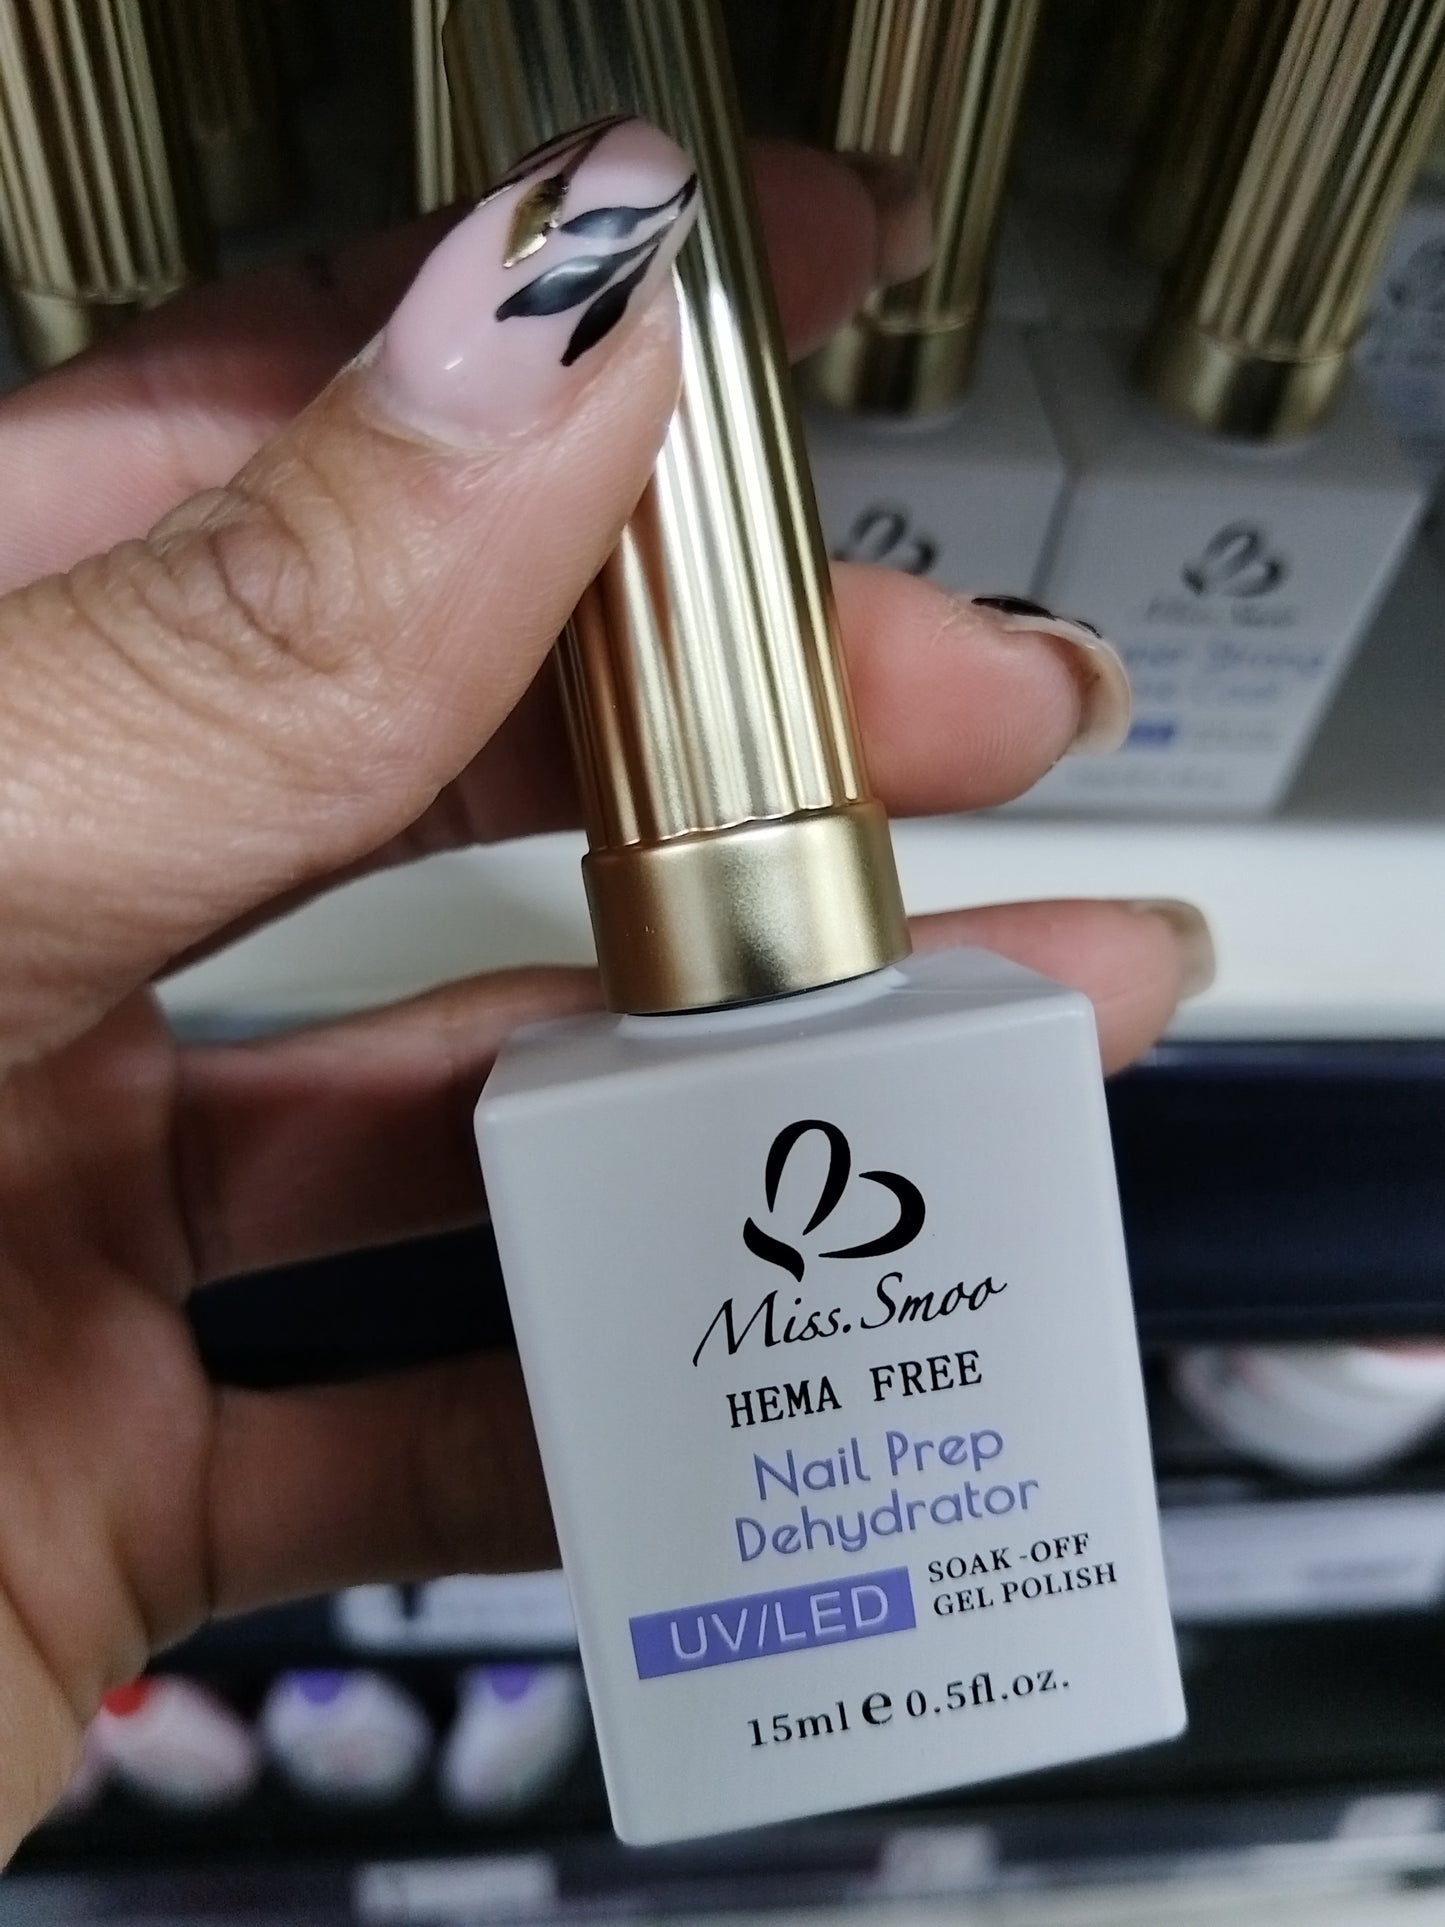 Miss. Smoo
HEMA FREE
Nail Prep
Dehydrator
UV/LED
SOAK-OFF
GEL POLISH
15ml e 0.5fl.oz.